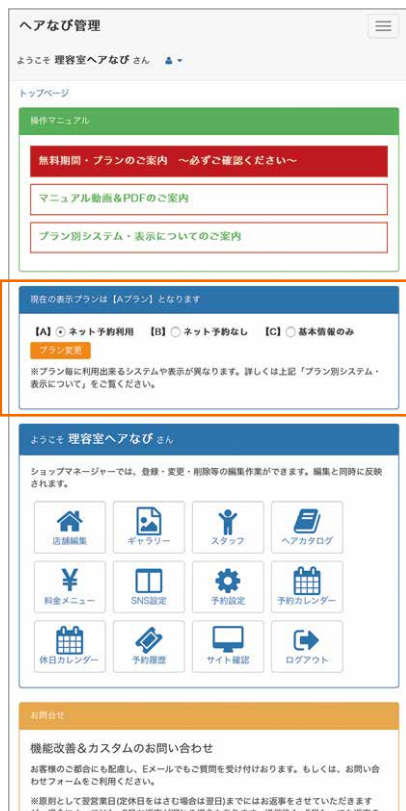 ヘアなび管理
ようこそ 理容室ヘアなび さん
トップページ
操作マニュアル
無料期間・プランのご案内 ～必ずご確認ください～
マニュアル動画&PDFのご案内
プラン別システム・表示についてのご案内
現在の表示プランは【Aプラン】となります
【A】 ネット予約利用 【B】 ネット予約なし 【C】 基本情報のみ
プラン変更
※プラン毎に利用出来るシステムや表示が異なります。詳しくは上記「プラン別システム・
表示について」をご覧ください。
ようこそ 理容室ヘアなび さん
ショップマネージャーでは、登録・変更・削除等の編集作業ができます。編集と同時に反映
されます。
店舗編集 ギャラリー スタッフ ヘアカタログ
料金メニュー SNS設定 予約設定 予約カレンダー
休日カレンダー 予約履歴 サイト確認 ログアウト
お問合せ
機能改善&カスタムのお問い合わせ
お客様のご都合にも配慮し、Eメールでもご質問を受け付けております。もしくは、お問い合
わせフォームをご利用ください。
※原則として翌営業日(定休日をはさむ場合は翌日)までにはお返事をさせていただきます